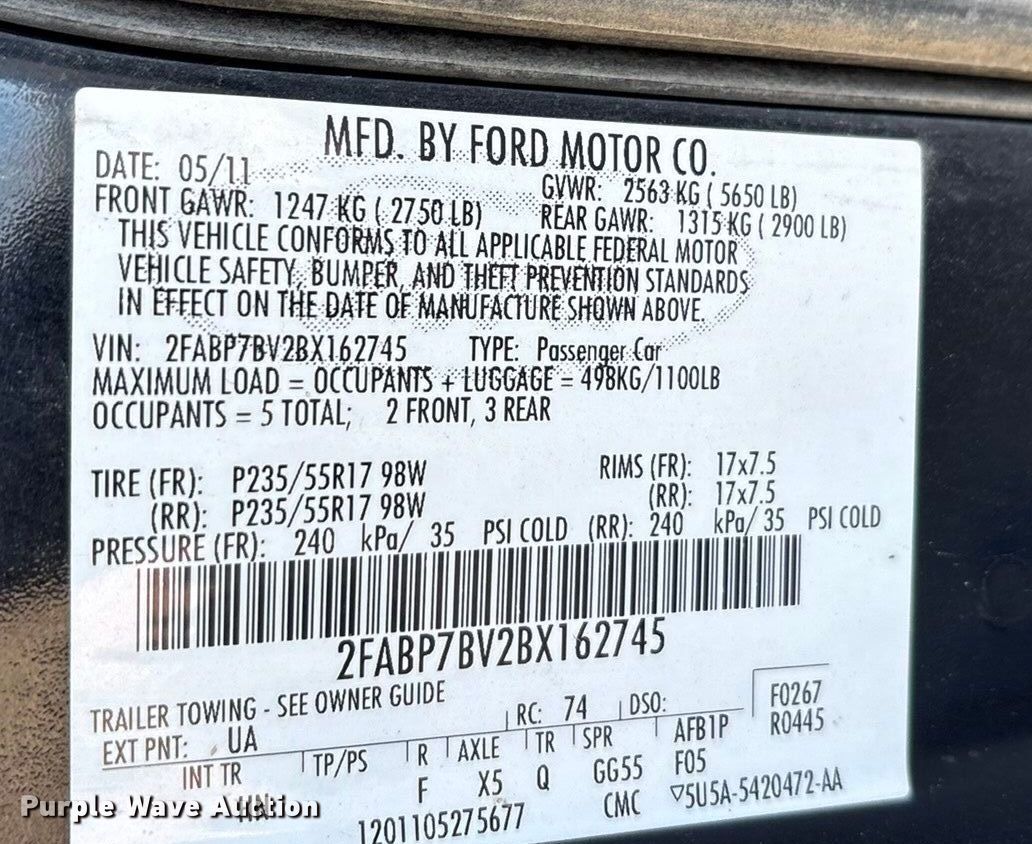 MFD. BY FORD MOTOR CO.
DATE: 05/11 GVWR: 2563 KG ( 5650 LB)
FRONT GAWR: 1247 KG ( 2750 LB) REAR GAWR: 1315 KG ( 2900 LB)
THIS VEHICLE CONFORMS TO ALL APPLICABLE FEDERAL MOTOR
VEHICLE SAFETY, BUMPER, AND THEFT PREVENTION STANDARDS
IN EFFECT ON THE DATE OF MANUFACTURE SHOWN ABOVE.
VIN: 2FABP7BV2BX162745 TYPE: Passenger Car
MAXIMUM LOAD = OCCUPANTS + LUGGAGE = 498KG/1100LB
OCCUPANTS = 5 TOTAL; 2 FRONT, 3 REAR
TIRE (FR): P235/55R17 98W RIMS (FR): 17x7.5
(RR): P235/55R17 98W (RR): 17x7.5
PRESSURE (FR): 240 kPa/ 35 PSI COLD (RR): 240 kPa/ 35 PSI COLD
2FABP7BV2BX162745
TRAILER TOWING - SEE OWNER GUIDE
EXT PNT: UA RC: 74 DSO: F0267
R0445
INT TR TP/PS R AXLE TR SPR AFB1P
F X5 Q GG55 F05
1201105275677 CMC 5U5A-5420472-AA
Purple Wave Auction